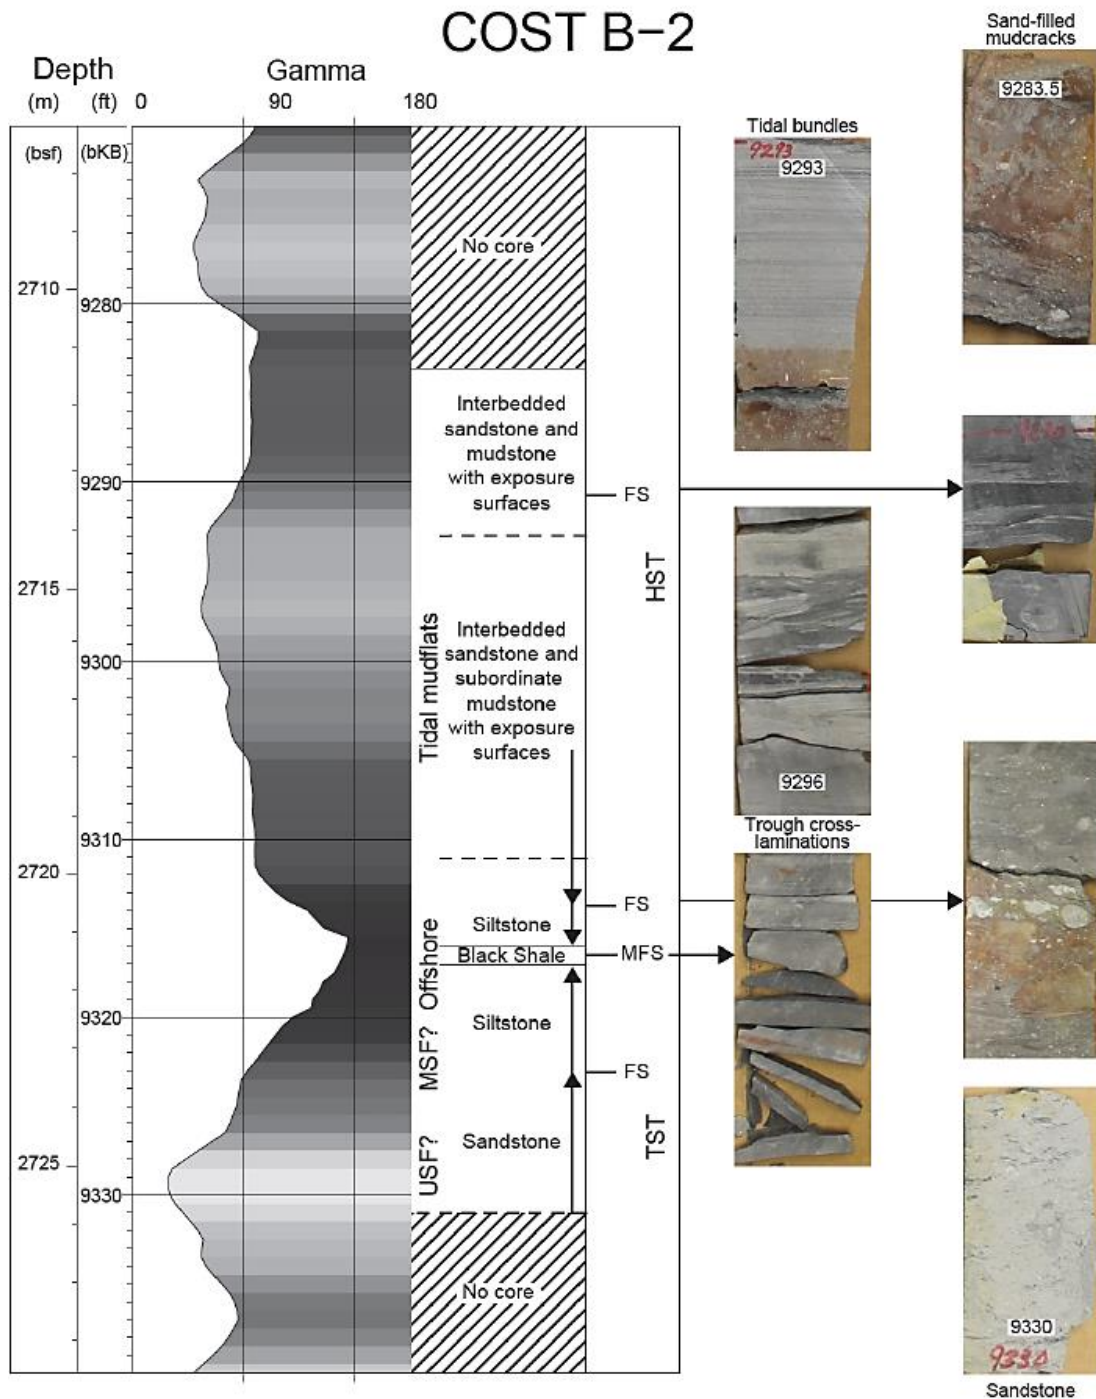 COST B−2
Depth
(m)
(ft)
Gamma
0
90
180
(bsf)
(bKB)
2710
2715
2720
2725
9280
9290
9300
9310
9320
9330
No core
Interbedded
sandstone and
mudstone
with exposure
surfaces
Interbedded
sandstone and
subordinate
mudstone
with exposure
surfaces
Siltstone
Black Shale
Siltstone
Sandstone
No core
Tidal mudflats
Offshore
MSF?
USF?
FS
FS
MFS
FS
HST
TST
Tidal bundles
9293
9293
9296
Trough cross-
laminations
Sand-filled
mudcracks
9283.5
9330
9330
Sandstone